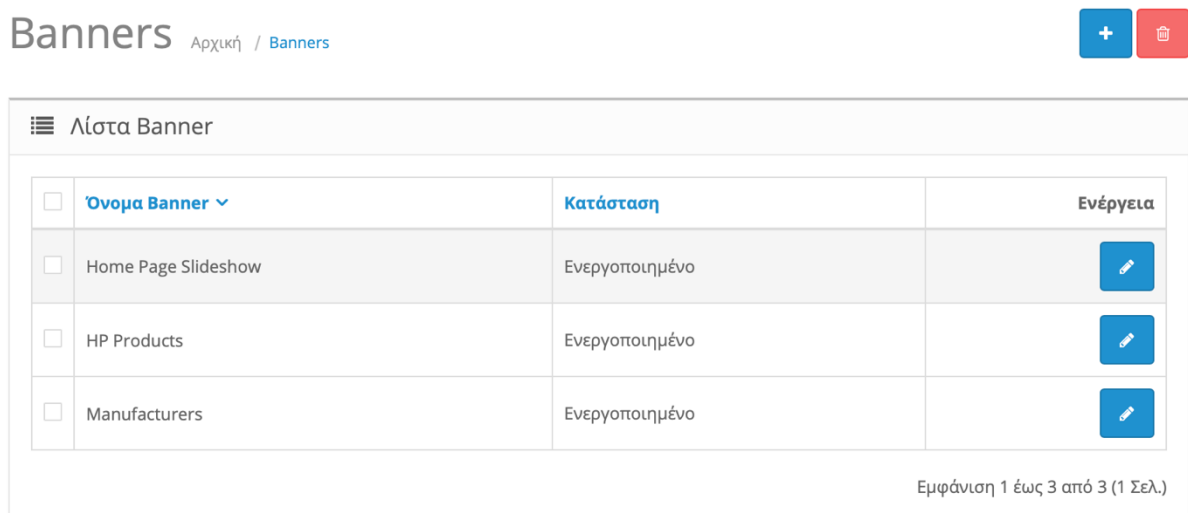 Banners Αρχική / Banners
Λίστα Banner
Όνομα Banner Κατάσταση Ενέργεια
Home Page Slideshow Ενεργοποιημένο
HP Products Ενεργοποιημένο
Manufacturers Ενεργοποιημένο
Εμφάνιση 1 έως 3 από 3 (1 Σελ.)